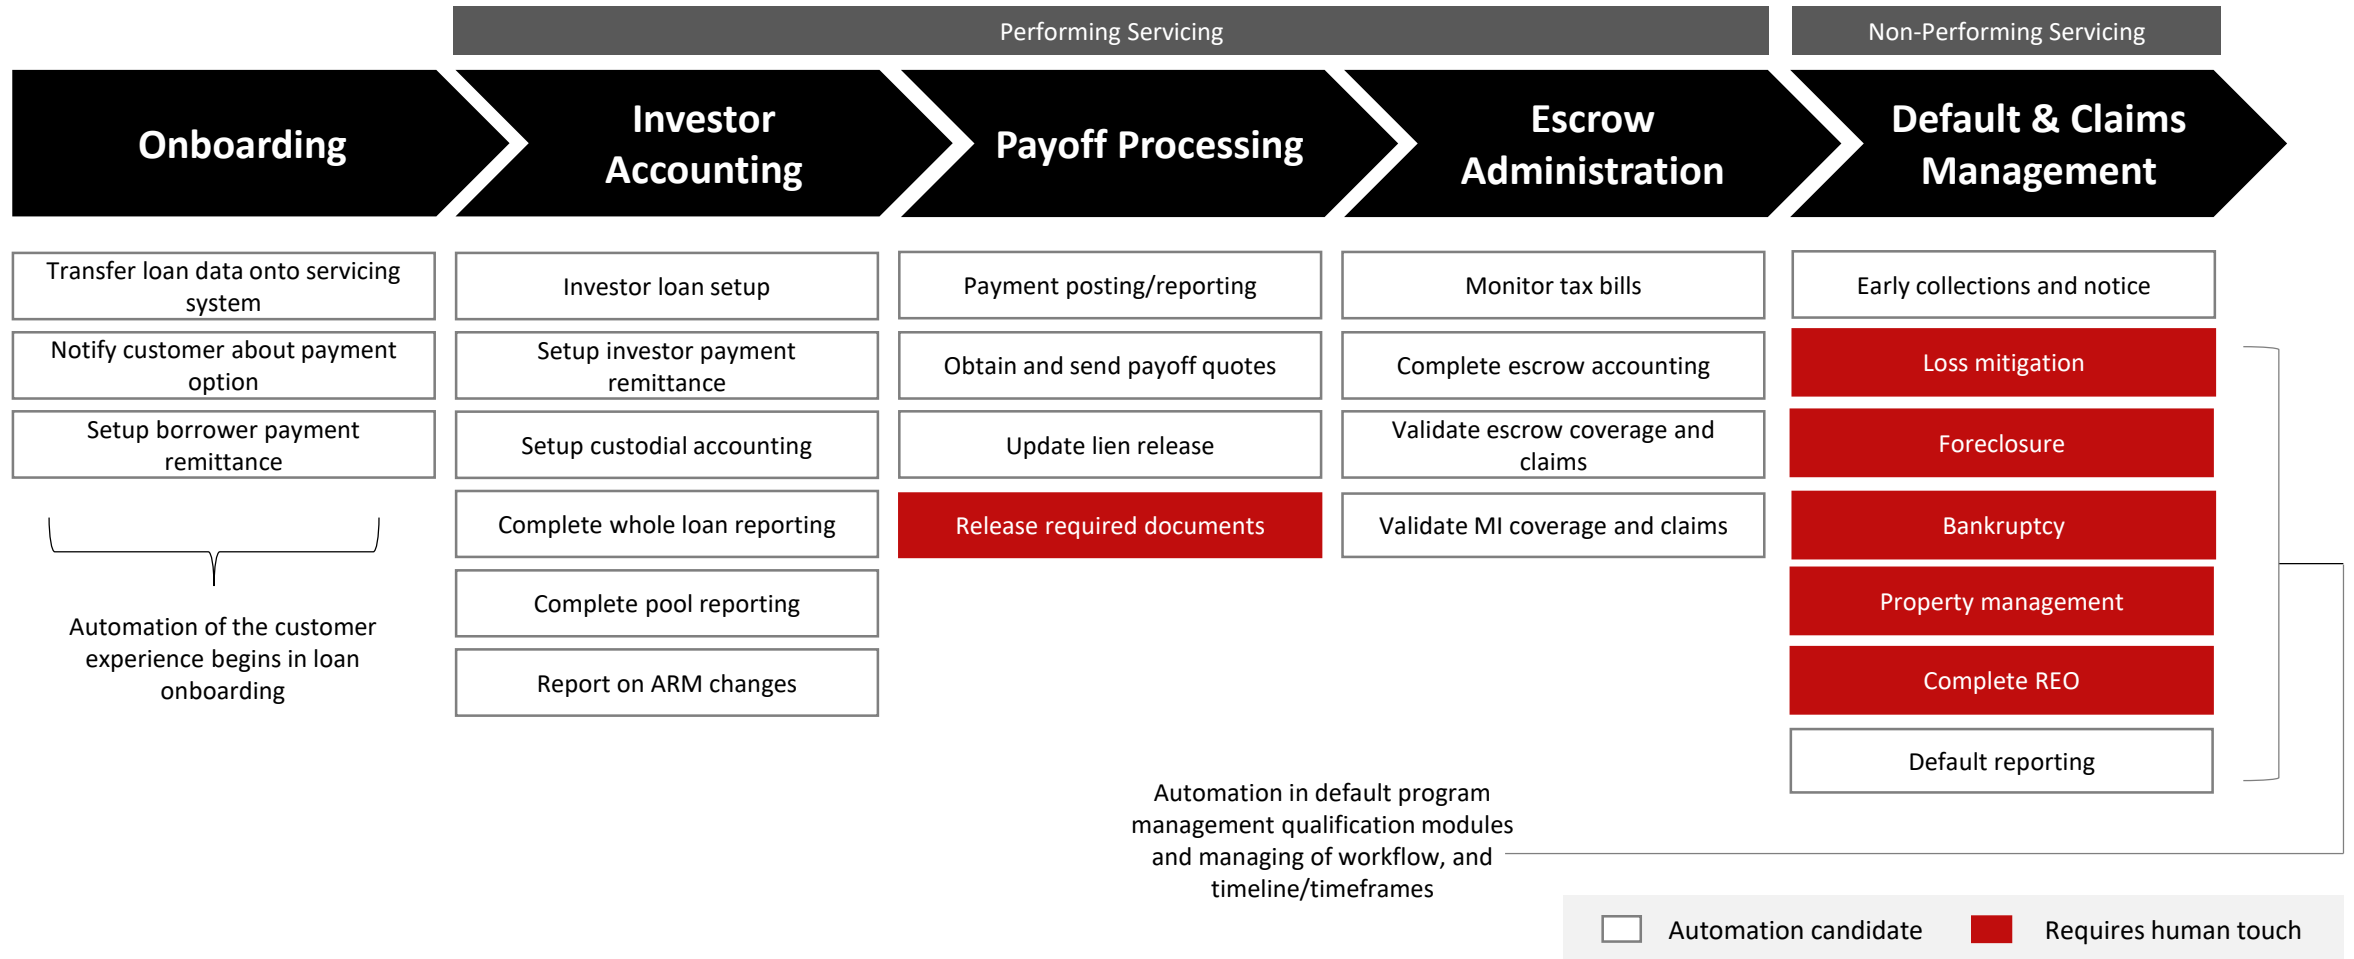 Performing Servicing
Non-Performing Servicing
Onboarding
Investor
Accounting
Payoff Processing
Escrow
Administration
Default & Claims
Management
Transfer loan data onto servicing
system
Notify customer about payment
option
Setup borrower payment
remittance
Automation of the customer
experience begins in loan
onboarding
Investor loan setup
Setup investor payment
remittance
Setup custodial accounting
Complete whole loan reporting
Complete pool reporting
Report on ARM changes
Payment posting/reporting
Obtain and send payoff quotes
Update lien release
Release required documents
Monitor tax bills
Complete escrow accounting
Validate escrow coverage and
claims
Validate MI coverage and claims
Early collections and notice
Loss mitigation
Foreclosure
Bankruptcy
Property management
Complete REO
Default reporting
Automation in default program
management qualification modules
and managing of workflow, and
timeline/timeframes
Automation candidate
Requires human touch